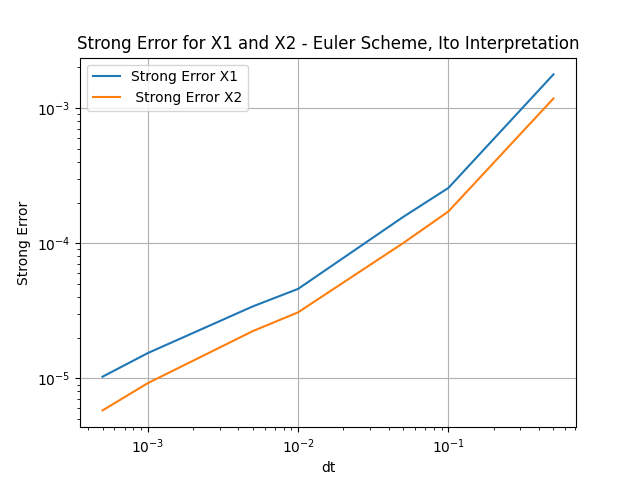 Strong Error for X1 and X2 - Euler Scheme, Ito Interpretation
Strong Error X1
Strong Error X2
Strong Error
10⁻³
10⁻⁴
10⁻⁵
10⁻³
10⁻²
10⁻¹
dt